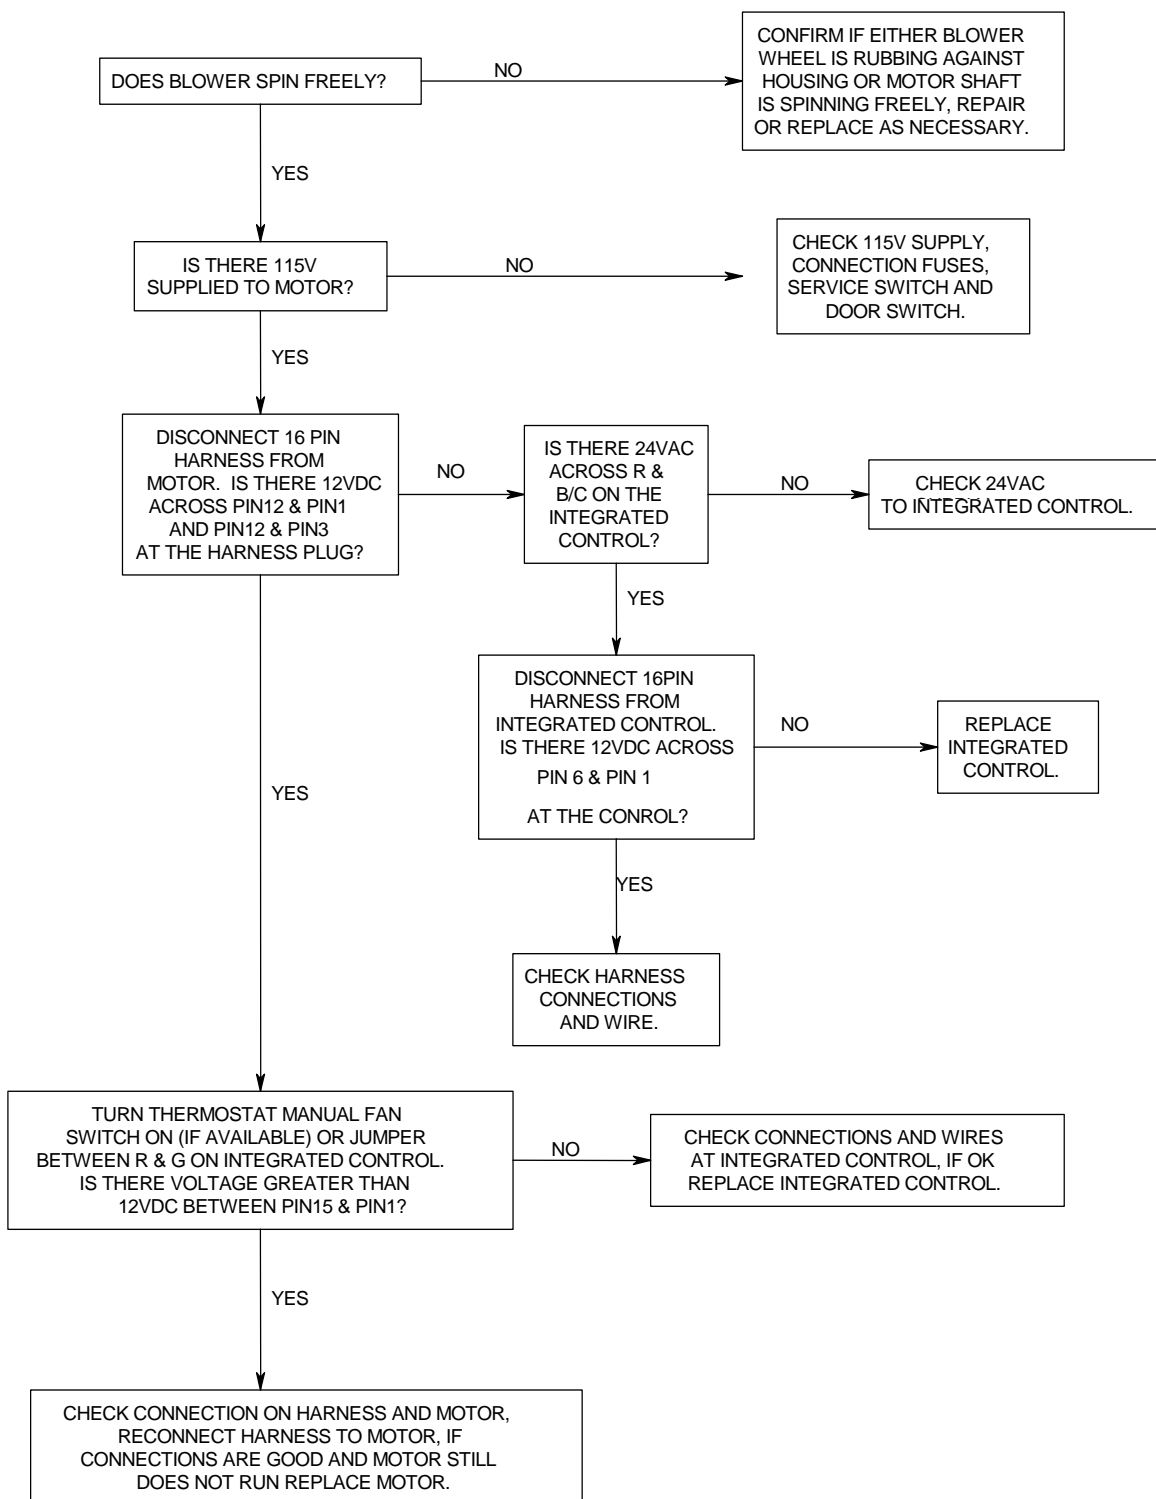 DOES BLOWER SPIN FREELY?
NO
CONFIRM IF EITHER BLOWER
WHEEL IS RUBBING AGAINST
HOUSING OR MOTOR SHAFT
IS SPINNING FREELY, REPAIR
OR REPLACE AS NECESSARY.
YES
IS THERE 115V
SUPPLIED TO MOTOR?
NO
CHECK 115V SUPPLY,
CONNECTION FUSES,
SERVICE SWITCH AND
DOOR SWITCH.
YES
DISCONNECT 16 PIN
HARNESS FROM
MOTOR. IS THERE 12VDC
ACROSS PIN12 & PIN1
AND PIN12 & PIN3
AT THE HARNESS PLUG?
NO
IS THERE 24VAC
ACROSS R &
B/C ON THE
INTEGRATED
CONTROL?
NO
CHECK 24VAC
TO INTEGRATED CONTROL.
YES
DISCONNECT 16PIN
HARNESS FROM
INTEGRATED CONTROL.
IS THERE 12VDC ACROSS
PIN 6 & PIN 1
AT THE CONROL?
NO
REPLACE
INTEGRATED
CONTROL.
YES
YES
CHECK HARNESS
CONNECTIONS
AND WIRE.
TURN THERMOSTAT MANUAL FAN
SWITCH ON (IF AVAILABLE) OR JUMPER
BETWEEN R & G ON INTEGRATED CONTROL.
IS THERE VOLTAGE GREATER THAN
12VDC BETWEEN PIN15 & PIN1?
NO
CHECK CONNECTIONS AND WIRES
AT INTEGRATED CONTROL, IF OK
REPLACE INTEGRATED CONTROL.
YES
CHECK CONNECTION ON HARNESS AND MOTOR,
RECONNECT HARNESS TO MOTOR, IF
CONNECTIONS ARE GOOD AND MOTOR STILL
DOES NOT RUN REPLACE MOTOR.